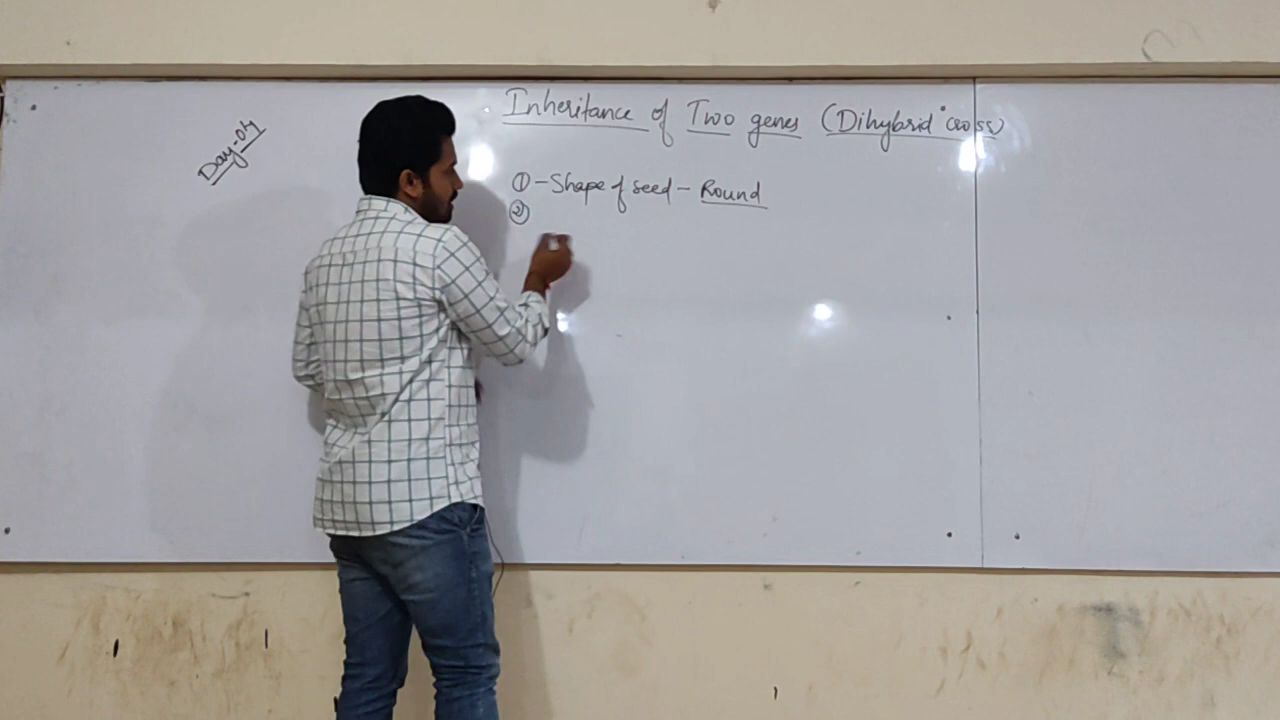 Inheritance of Two genes (Dihybrid cross)
Day-04
① - Shape of seed - Round
②